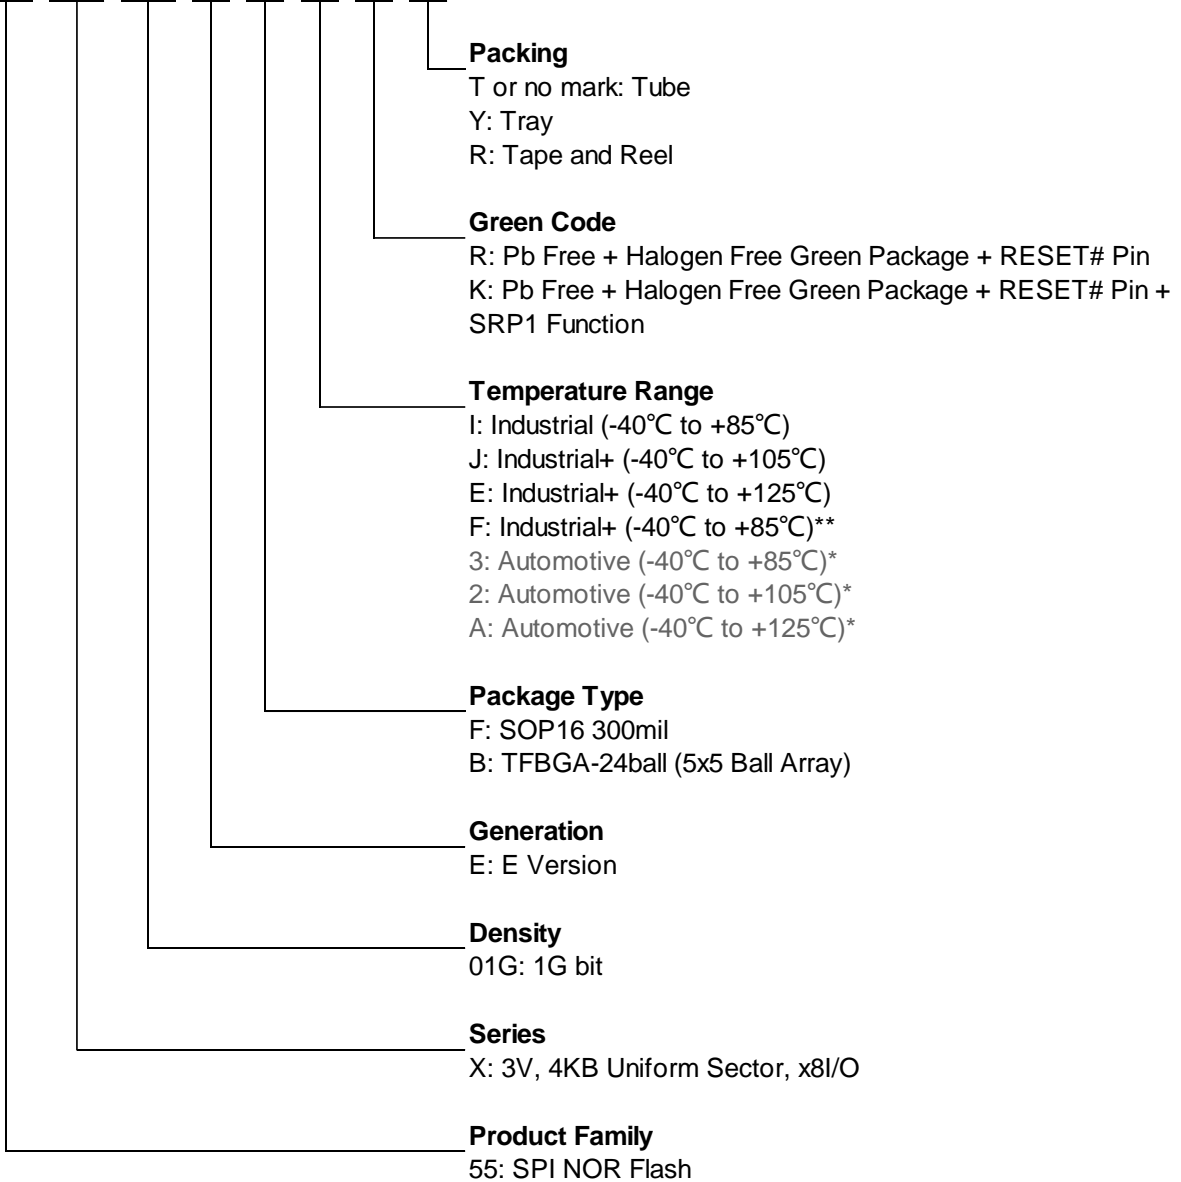 Packing
T or no mark: Tube
Y: Tray
R: Tape and Reel
Green Code
R: Pb Free + Halogen Free Green Package + RESET# Pin
K: Pb Free + Halogen Free Green Package + RESET# Pin +
SRP1 Function
Temperature Range
I: Industrial (-40℃ to +85℃)
J: Industrial+ (-40℃ to +105℃)
E: Industrial+ (-40℃ to +125℃)
F: Industrial+ (-40℃ to +85℃)**
3: Automotive (-40℃ to +85℃)*
2: Automotive (-40℃ to +105℃)*
A: Automotive (-40℃ to +125℃)*
Package Type
F: SOP16 300mil
B: TFBGA-24ball (5x5 Ball Array)
Generation
E: E Version
Density
01G: 1G bit
Series
X: 3V, 4KB Uniform Sector, x8I/O
Product Family
55: SPI NOR Flash